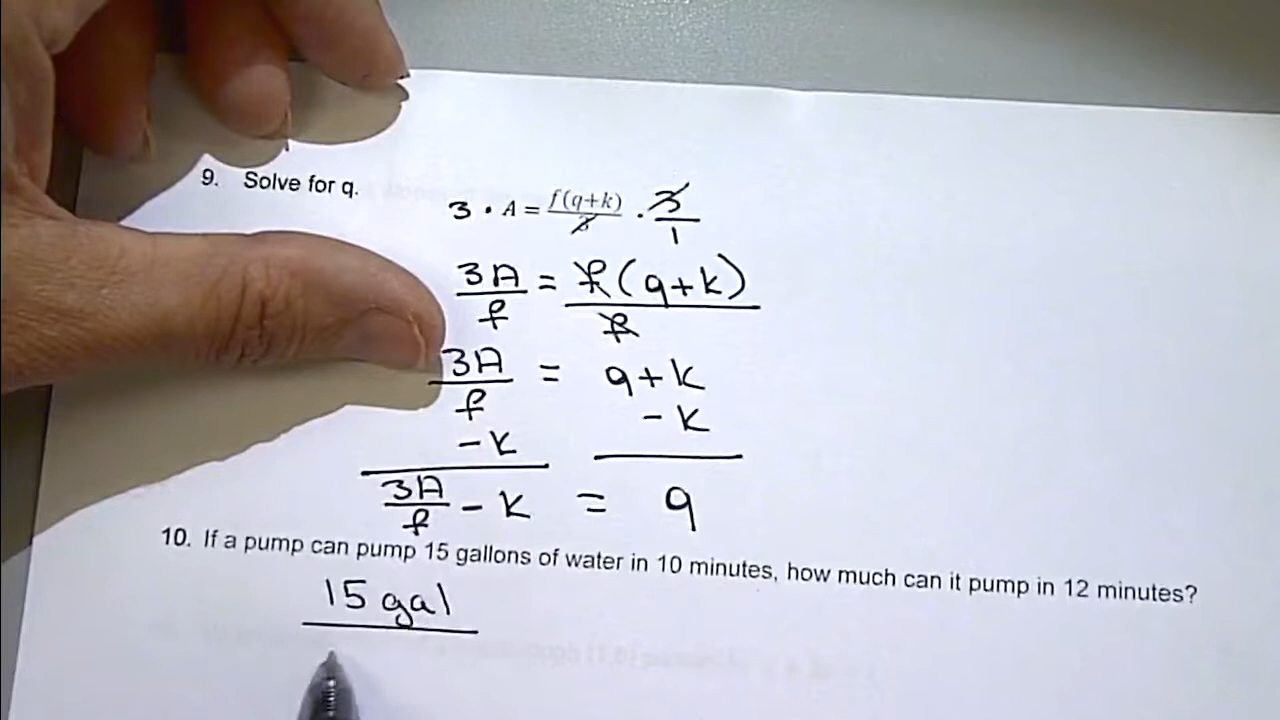 9. Solve for q.
3 · A = f(q+k)/3 · 3/1
3A/f = f(q+k)/f
3A/f = q+k
-k -k
3A/f - k = q
10. If a pump can pump 15 gallons of water in 10 minutes, how much can it pump in 12 minutes?
15 gal